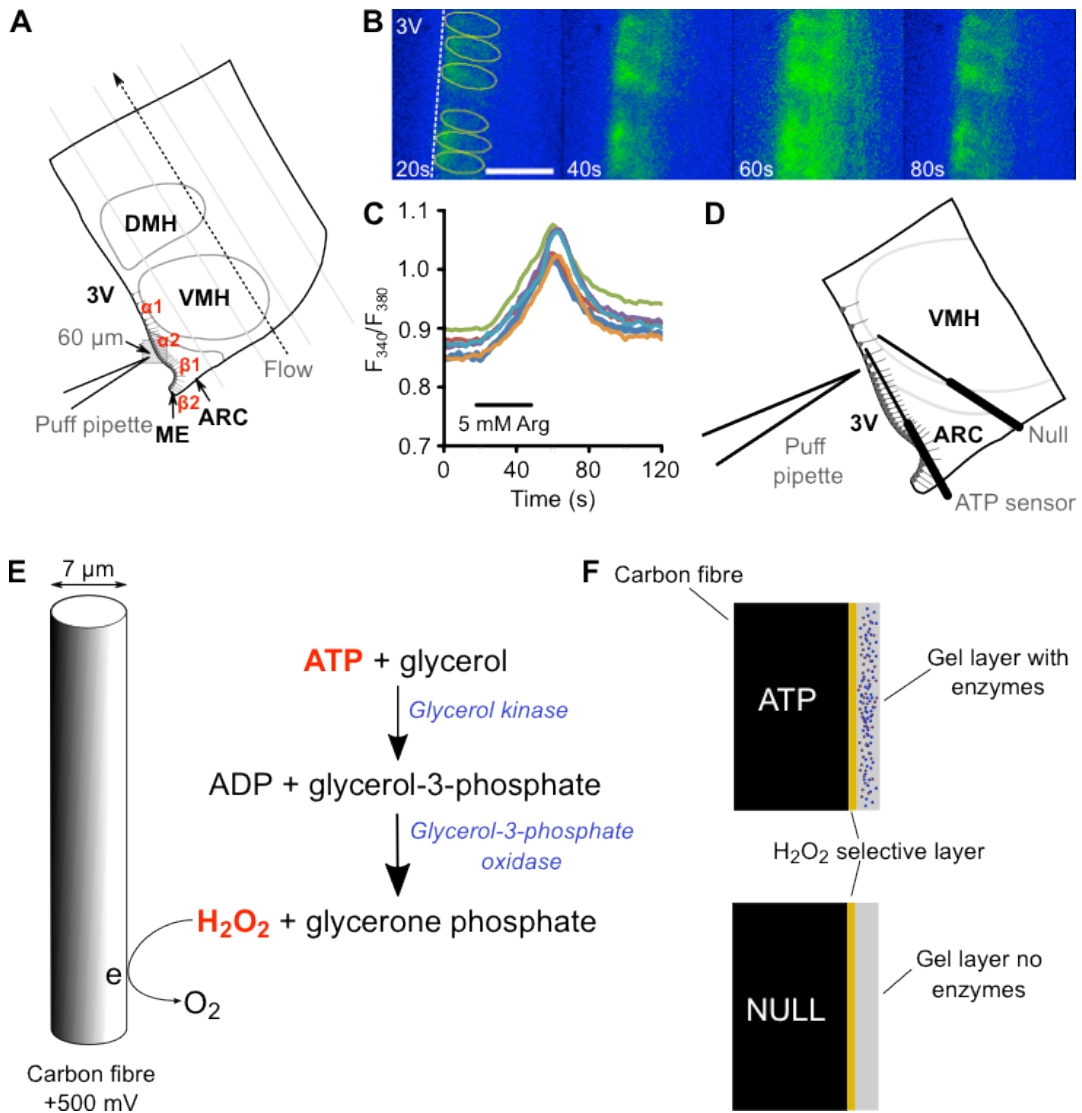 A
DMH
3V
VMH
α1
α2
60 µm
β1
Flow
β2
Puff pipette
ME
ARC
B
3V
20s
40s
60s
80s
C
1.1
1.0
0.9
0.8
0.7
F340/F380
5 mM Arg
0
40
80
120
Time (s)
D
VMH
3V
ARC
Null
Puff
pipette
ATP sensor
E
7 µm
ATP + glycerol
Glycerol kinase
ADP + glycerol-3-phosphate
Glycerol-3-phosphate
oxidase
H2O2 + glycerone phosphate
e
O2
Carbon fibre
+500 mV
F
Carbon fibre
ATP
Gel layer with
enzymes
H2O2 selective layer
NULL
Gel layer no
enzymes